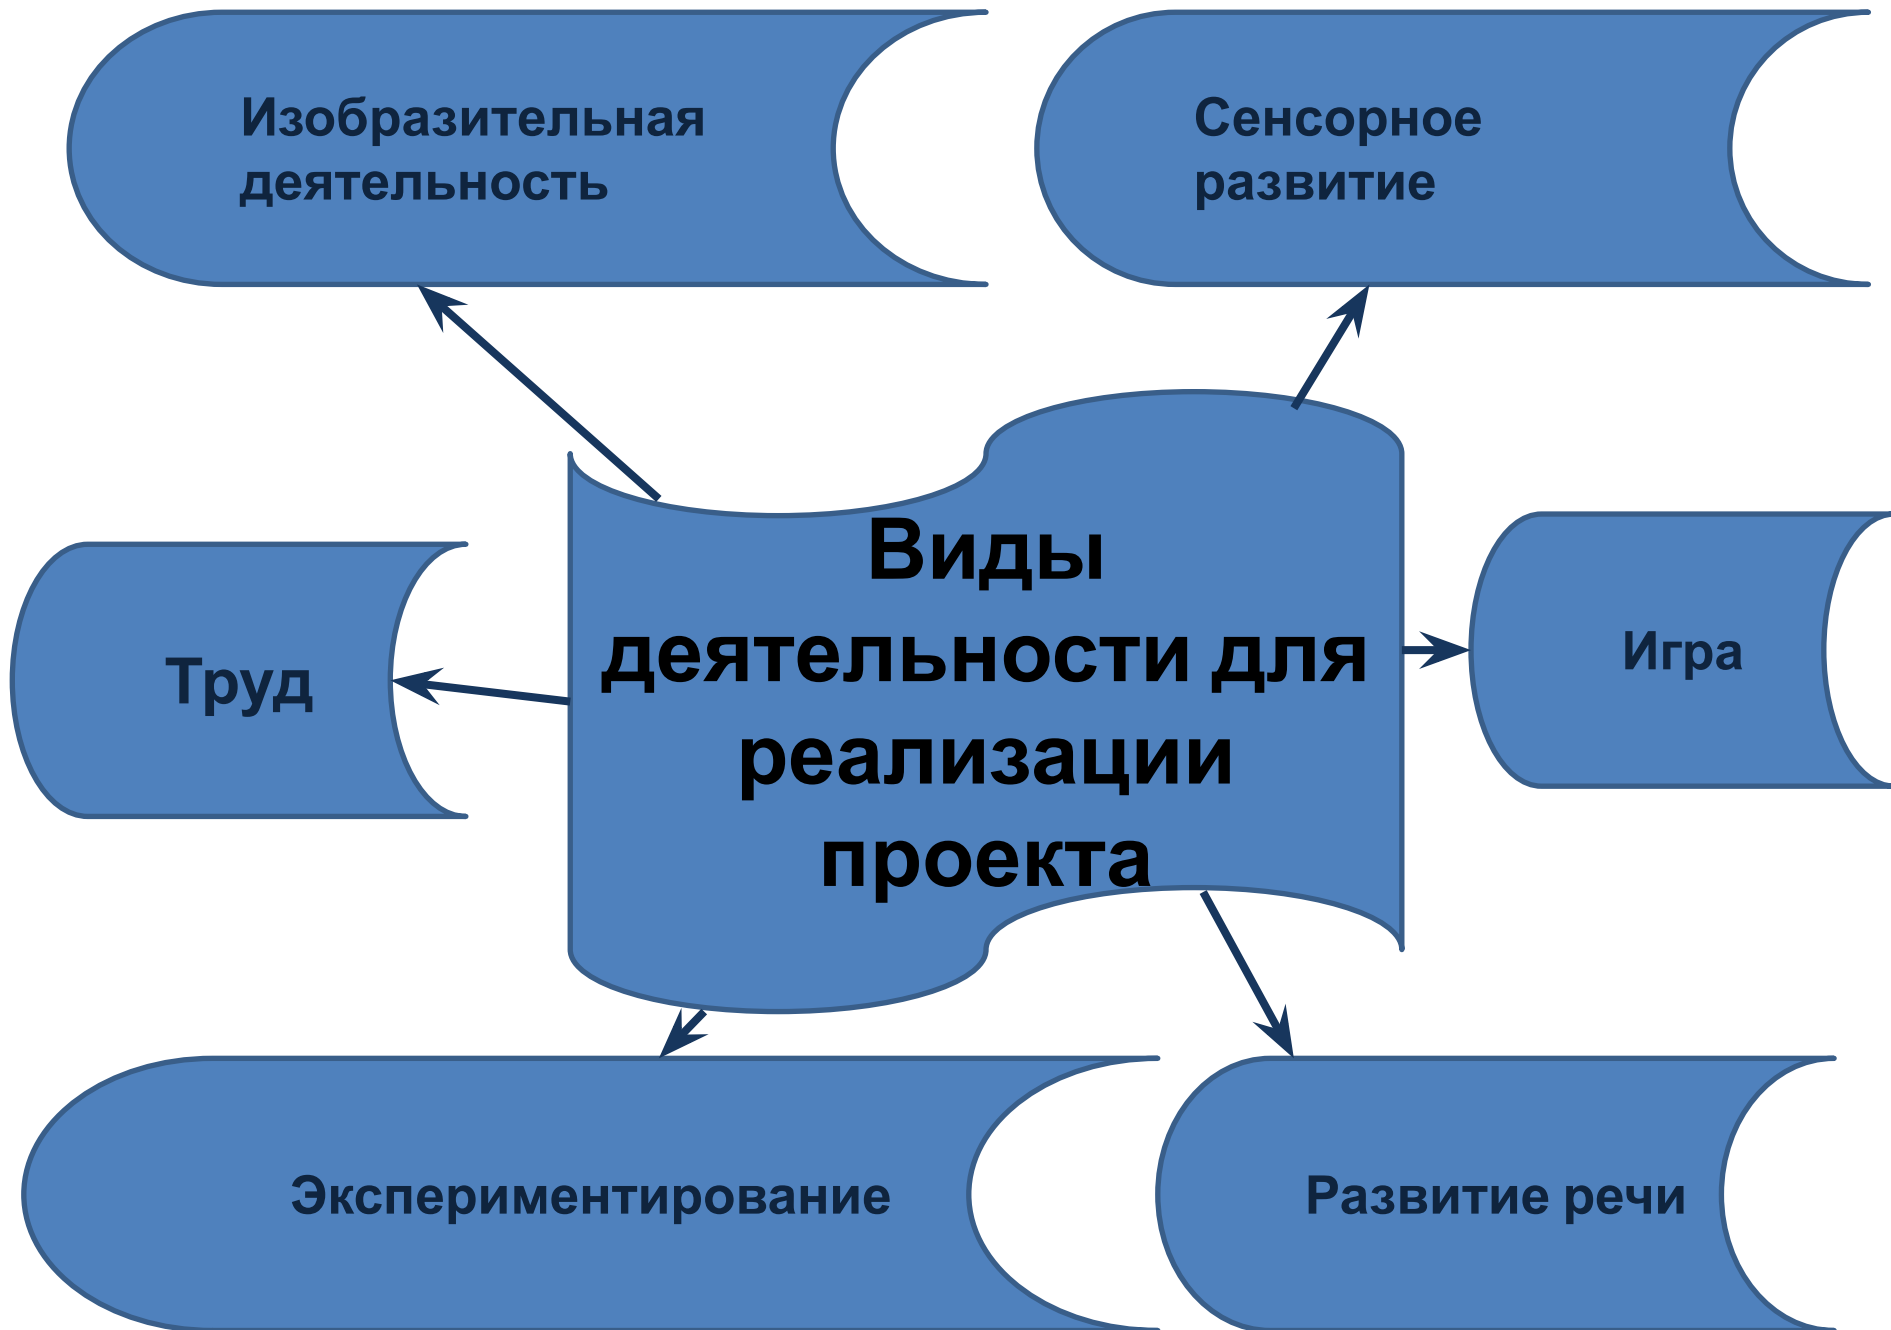 Изобразительная
деятельность
Сенсорное
развитие
Виды
деятельности для
реализации
проекта
Труд
Игра
Экспериментирование
Развитие речи